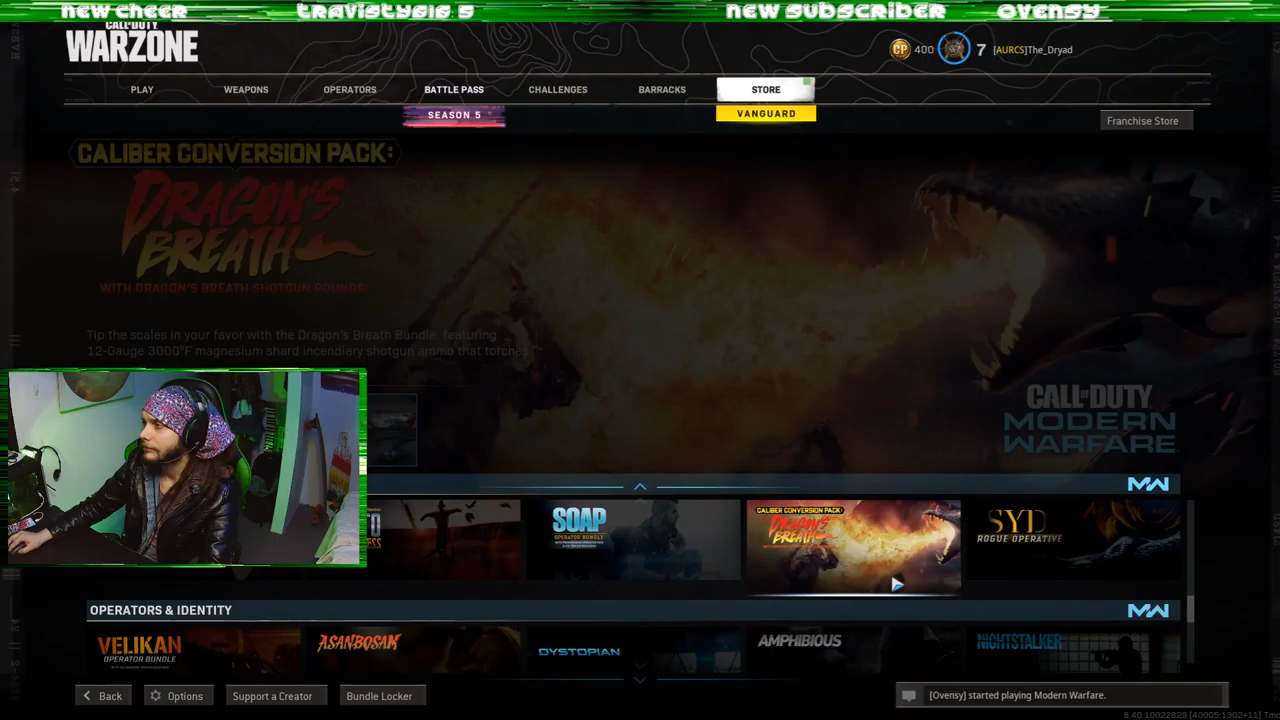 NEW CHEER TRAVISTYGIS 5 NEW SUBSCRIBER OVENSY
CALL OF DUTY
WARZONE
CP 400 7 [AURCS]The_Dryad
PLAY WEAPONS OPERATORS BATTLE PASS CHALLENGES BARRACKS STORE
SEASON 5 VANGUARD
Franchise Store
CALIBER CONVERSION PACK:
DRAGON'S
BREATH
WITH DRAGON'S BREATH SHOTGUN ROUNDS!
Tip the scales in your favor with the Dragon's Breath Bundle, featuring
12-Gauge 3000°F magnesium shard incendiary shotgun ammo that torches
CALL OF DUTY
MODERN
WARFARE
MW
SOAP
OPERATOR BUNDLE
CALIBER CONVERSION PACK:
DRAGON'S
BREATH
SYD
ROGUE OPERATIVE
OPERATORS & IDENTITY MW
VELIKAN
OPERATOR BUNDLE
ASANBOSAM
DYSTOPIAN
AMPHIBIOUS
NIGHTSTALKER
Back Options Support a Creator Bundle Locker
[Ovensy] started playing Modern Warfare.